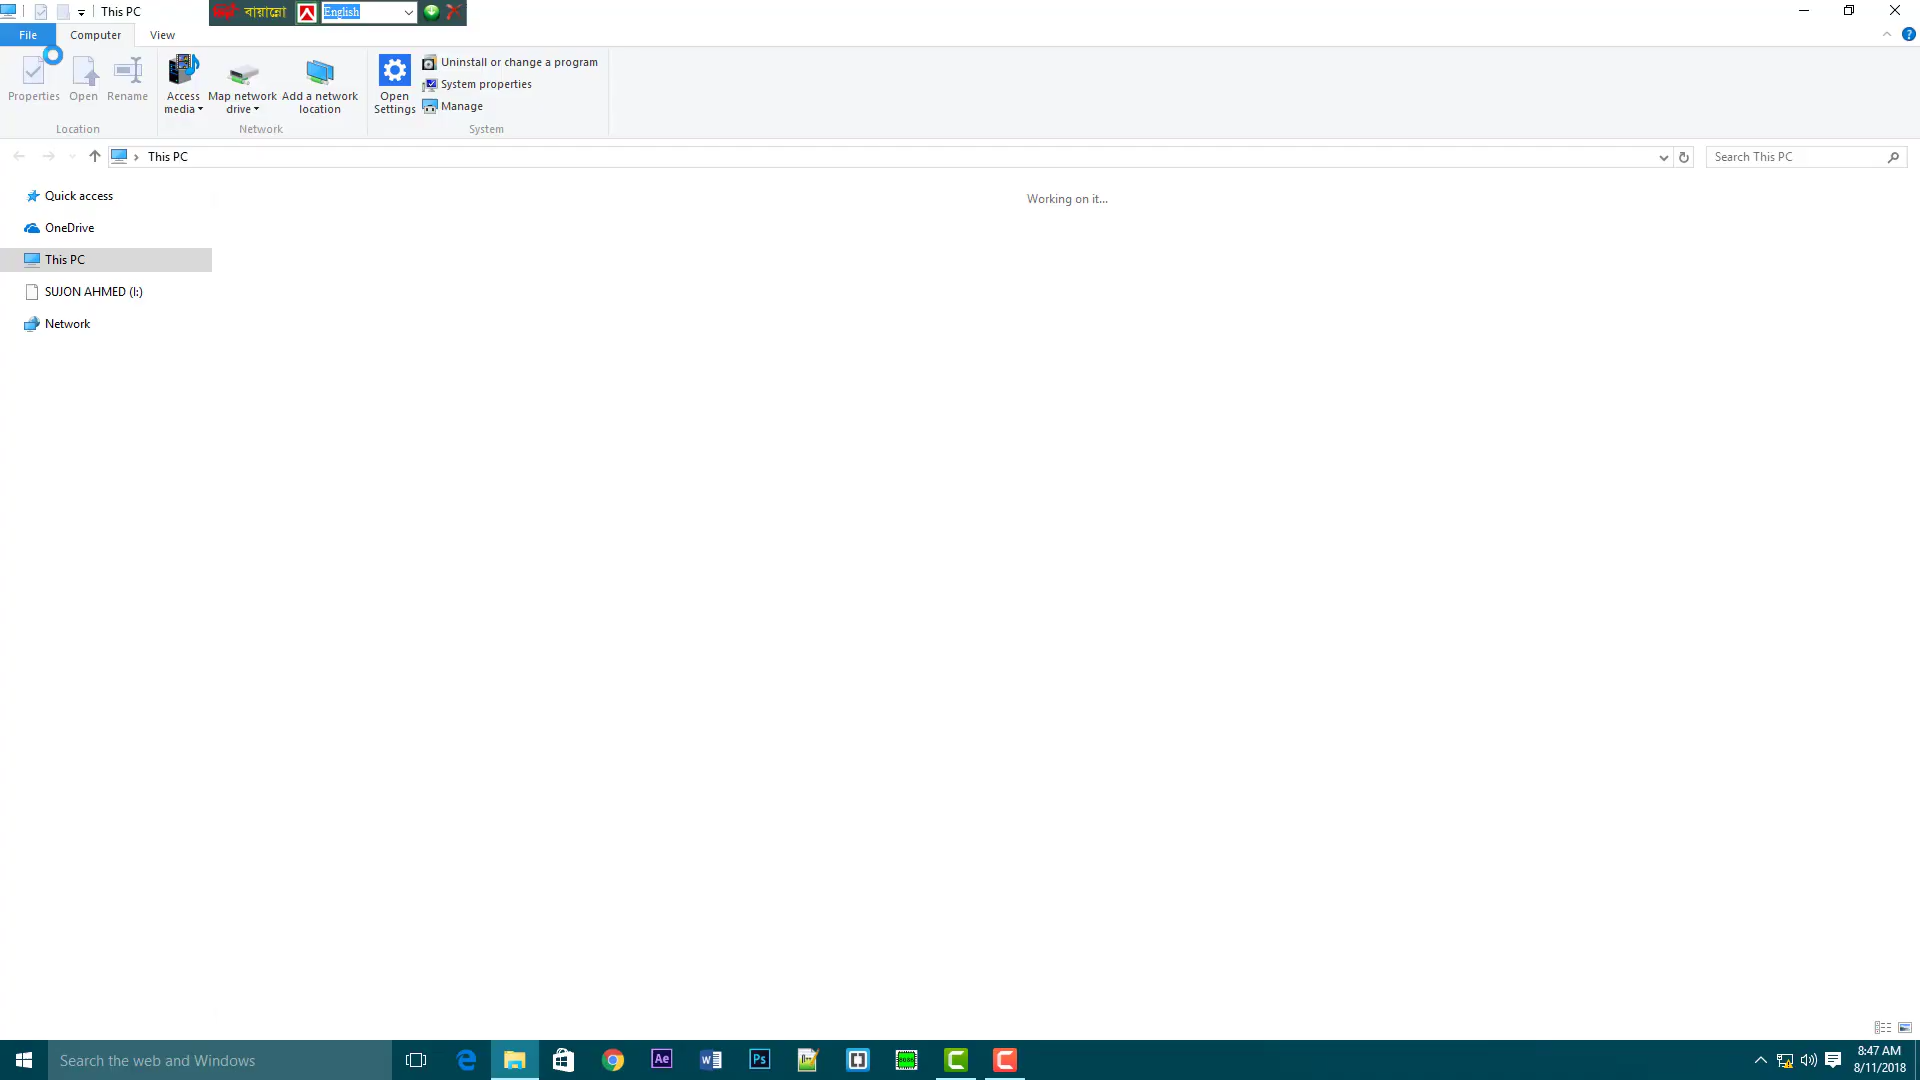 This PC
বায়ান্নো
English
File
Computer
View
Properties
Open
Rename
Access media
Map network drive
Add a network location
Open Settings
Uninstall or change a program
System properties
Manage
Location
Network
System
This PC
Search This PC
Quick access
OneDrive
This PC
SUJON AHMED (I:)
Network
Working on it...
Search the web and Windows
Ae
Ps
8:47 AM
8/11/2018